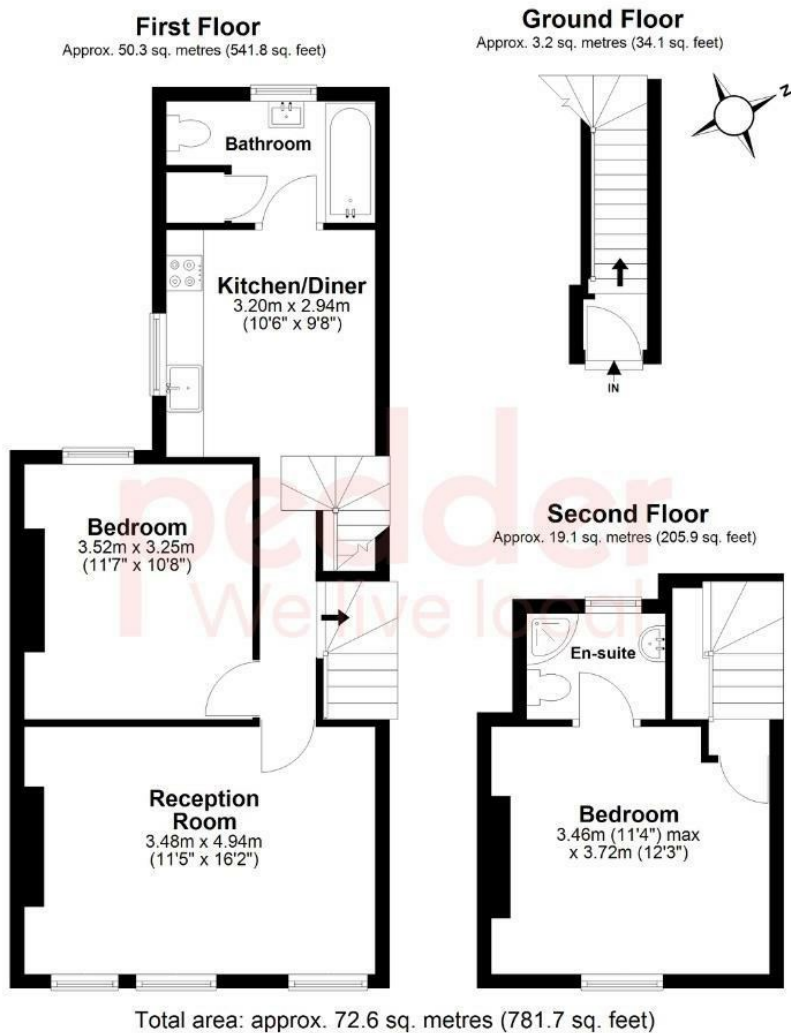 First Floor
Approx. 50.3 sq. metres (541.8 sq. feet)
Bathroom
Kitchen/Diner
3.20m x 2.94m
(10'6" x 9'8")
Bedroom
3.52m x 3.25m
(11'7" x 10'8")
Reception
Room
3.48m x 4.94m
(11'5" x 16'2")
Ground Floor
Approx. 3.2 sq. metres (34.1 sq. feet)
Z
IN
pedder
We live local
Second Floor
Approx. 19.1 sq. metres (205.9 sq. feet)
En-suite
Bedroom
3.46m (11'4") max
x 3.72m (12'3")
Total area: approx. 72.6 sq. metres (781.7 sq. feet)